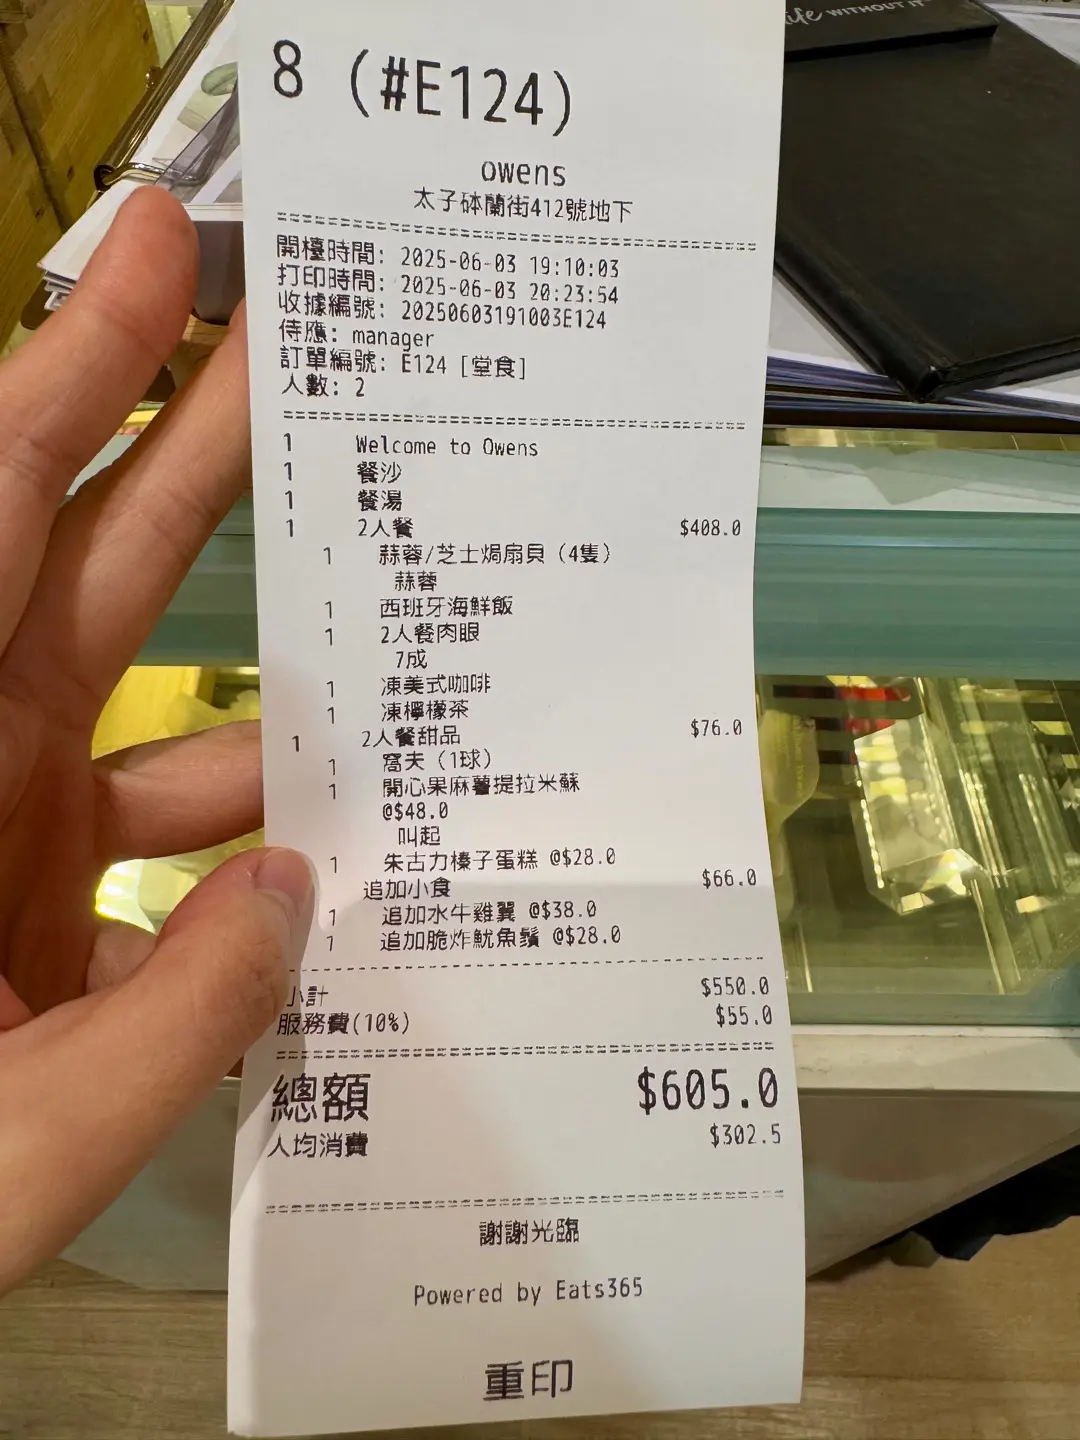 life WITHOUT IT
8 (#E124)
owens
太子砵蘭街412號地下
開檯時間: 2025-06-03 19:10:03
打印時間: 2025-06-03 20:23:54
收據編號: 20250603191003E124
侍應: manager
訂單編號: E124 [堂食]
人數: 2
1 Welcome to Owens
1 餐沙
1 餐湯
1 2人餐 $408.0
1 蒜蓉/芝士焗扇貝 (4隻)
蒜蓉
1 西班牙海鮮飯
1 2人餐肉眼
7成
1 凍美式咖啡
1 凍檸檬茶
1 2人餐甜品 $76.0
1 窩夫 (1球)
1 開心果麻薯提拉米蘇
@$48.0
叫起
1 朱古力榛子蛋糕 @$28.0
追加小食 $66.0
1 追加水牛雞翼 @$38.0
1 追加脆炸魷魚鬚 @$28.0
小計 $550.0
服務費(10%) $55.0
總額 $605.0
人均消費 $302.5
謝謝光臨
Powered by Eats365
重印